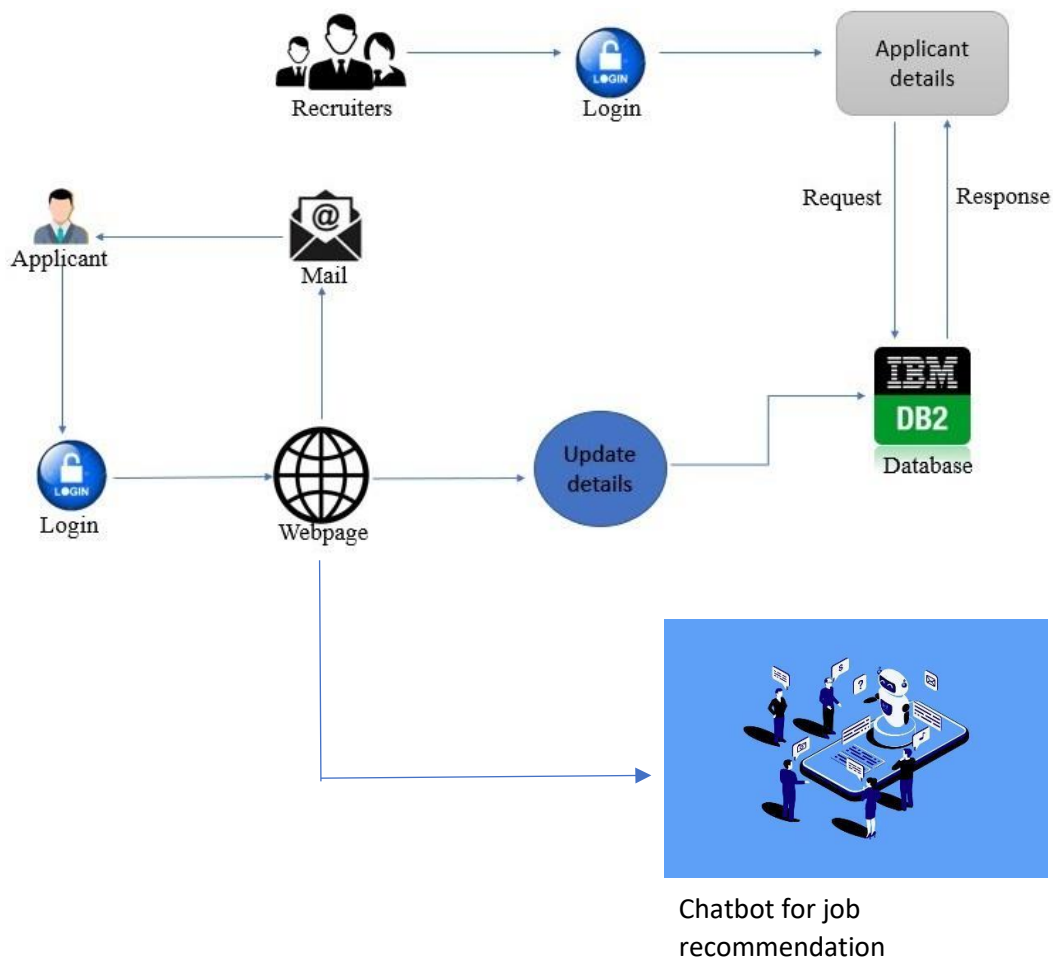 LOGIN
Recruiters
Login
Applicant
details
Request
Response
@
Applicant
Mail
IBM
DB2
Database
LOGIN
Login
Webpage
Update
details
$
?
Chatbot for job
recommendation